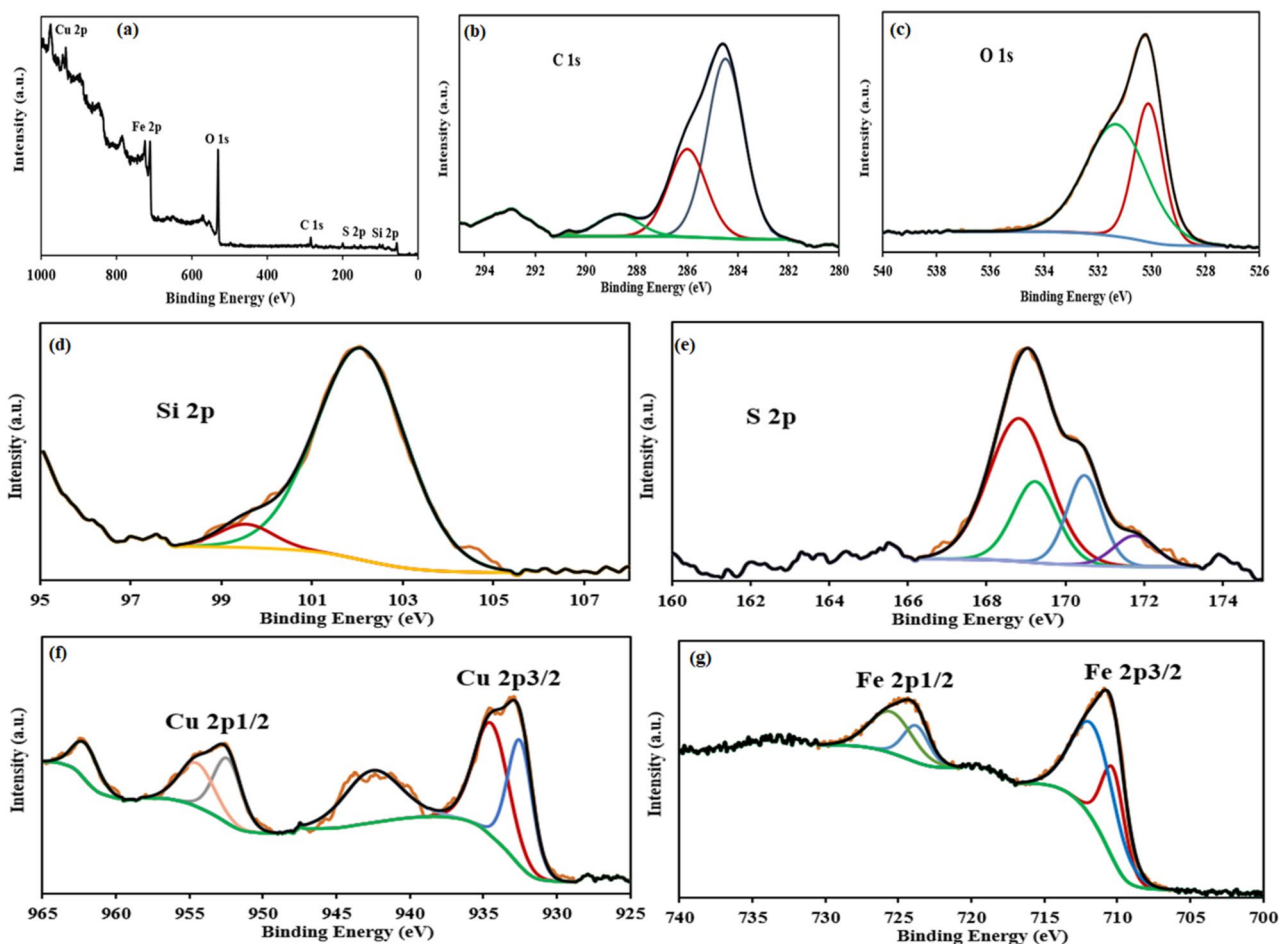 (a)
Cu 2p
Fe 2p
O 1s
C 1s
S 2p
Si 2p
Intensity (a.u.)
1000 800 600 400 200 0
Binding Energy (eV)
(b)
C 1s
Intensity (a.u.)
294 292 290 288 286 284 282 280
Binding Energy (eV)
(c)
O 1s
Intensity (a.u.)
540 538 536 534 532 530 528 526
Binding Energy (eV)
(d)
Si 2p
Intensity (a.u.)
95 97 99 101 103 105 107
Binding Energy (eV)
(e)
S 2p
Intensity (a.u.)
160 162 164 166 168 170 172 174
Binding Energy (eV)
(f)
Cu 2p3/2
Cu 2p1/2
Intensity (a.u.)
965 960 955 950 945 940 935 930 925
Binding Energy (eV)
(g)
Fe 2p3/2
Fe 2p1/2
Intensity (a.u.)
740 735 730 725 720 715 710 705 700
Binding Energy (eV)